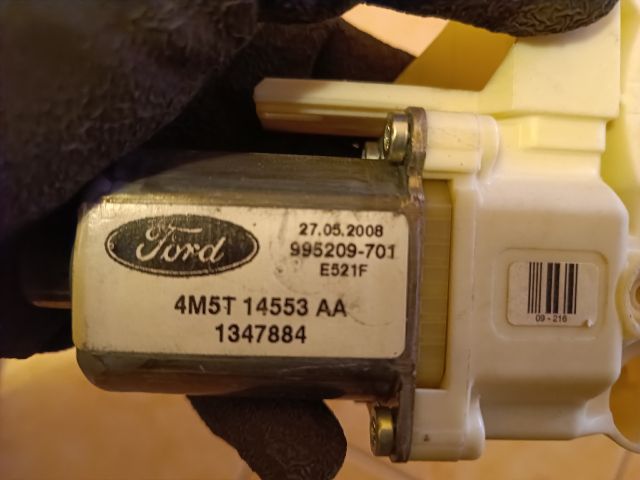 Ford
27.05.2008
995209-701
E521F
4M5T 14553 AA
1347884
09 - 216